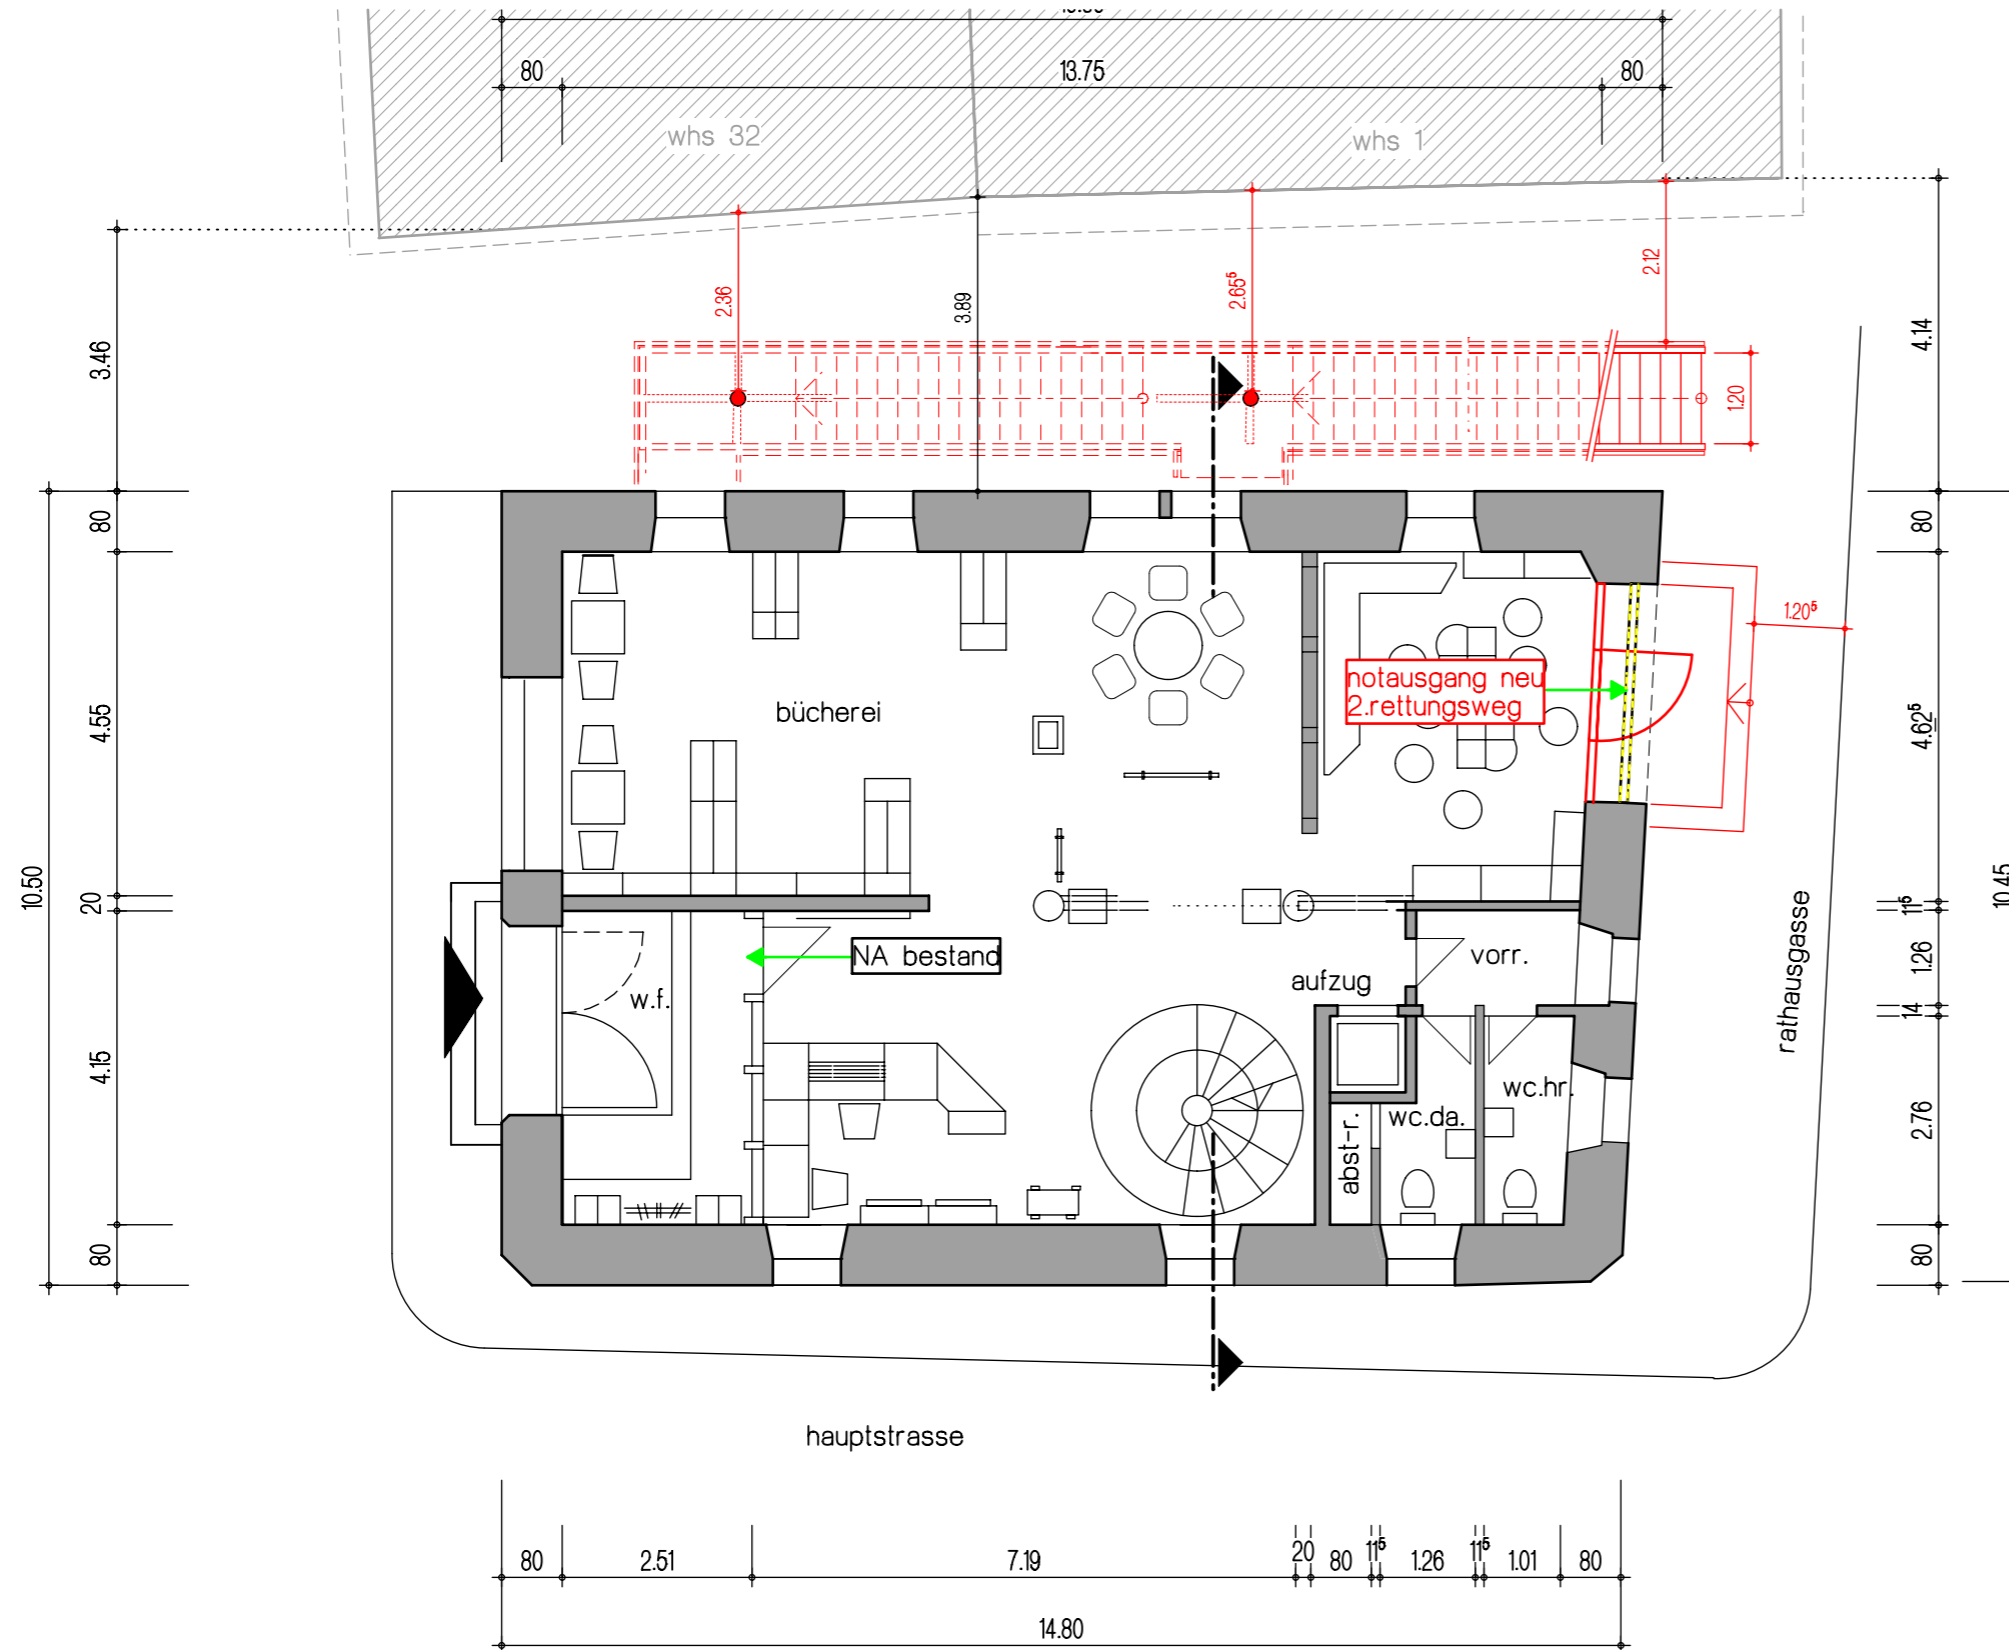 80
13.75
80
whs 32
whs 1
2.36
3.89
2.65⁵
2.12
3.46
4.14
1.20
80
80
1.20⁵
notausgang neu
2.rettungsweg
bücherei
4.55
4.62⁵
10.50
20
11⁵
10.45
NA bestand
vorr.
1.26
aufzug
w.f.
rathausgasse
14
4.15
wc.hr.
wc.da.
abst-r.
2.76
80
80
hauptstrasse
80
2.51
7.19
20
80
11⁵
1.26
11⁵
1.01
80
14.80